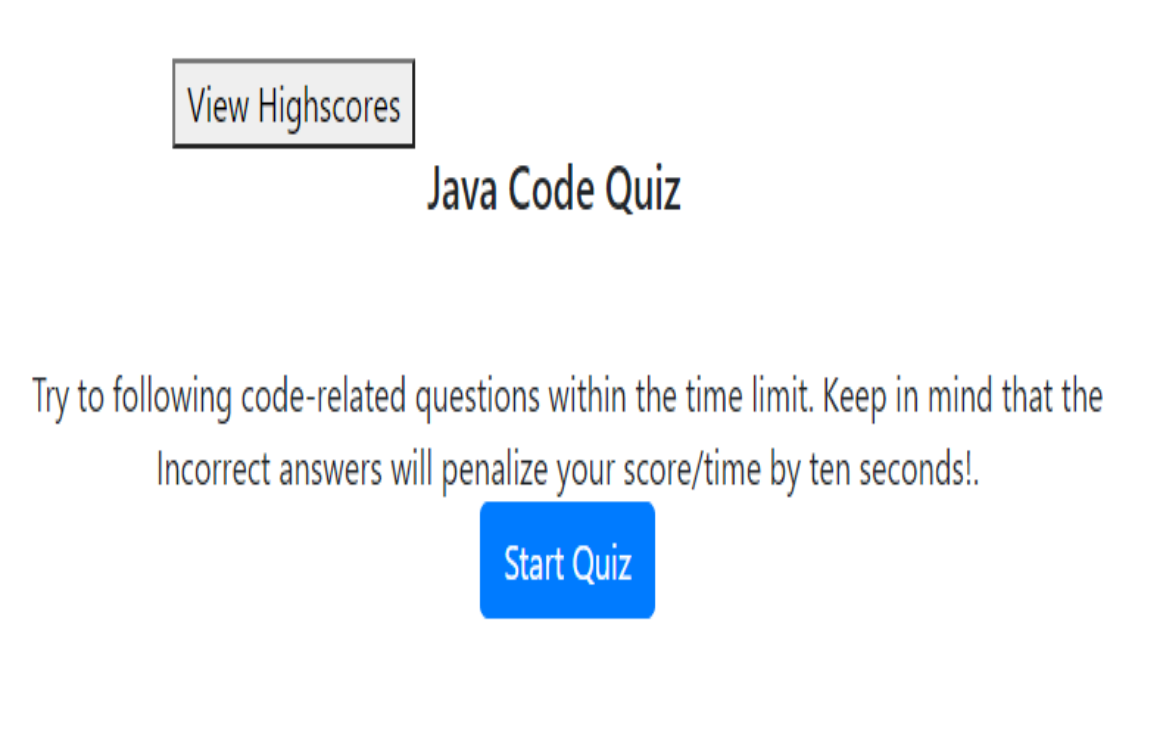 View Highscores
Java Code Quiz
Try to following code-related questions within the time limit. Keep in mind that the
Incorrect answers will penalize your score/time by ten seconds!.
Start Quiz